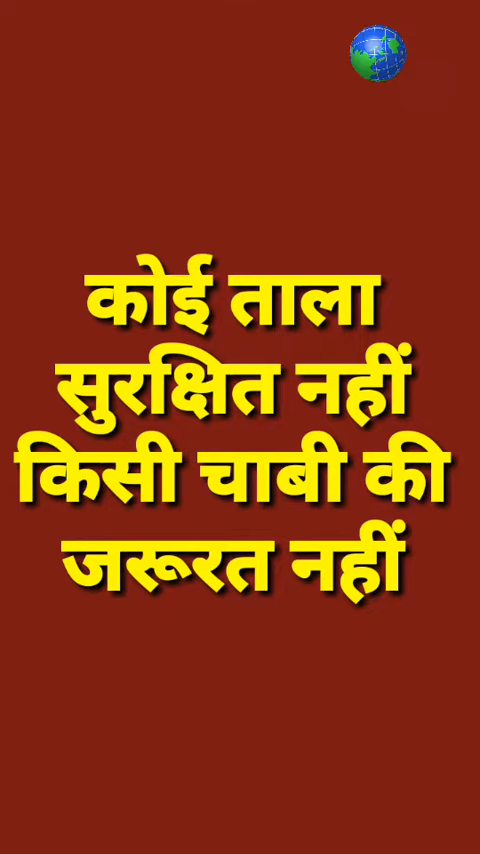 कोई ताला
सुरक्षित नहीं
किसी चाबी की
जरूरत नहीं